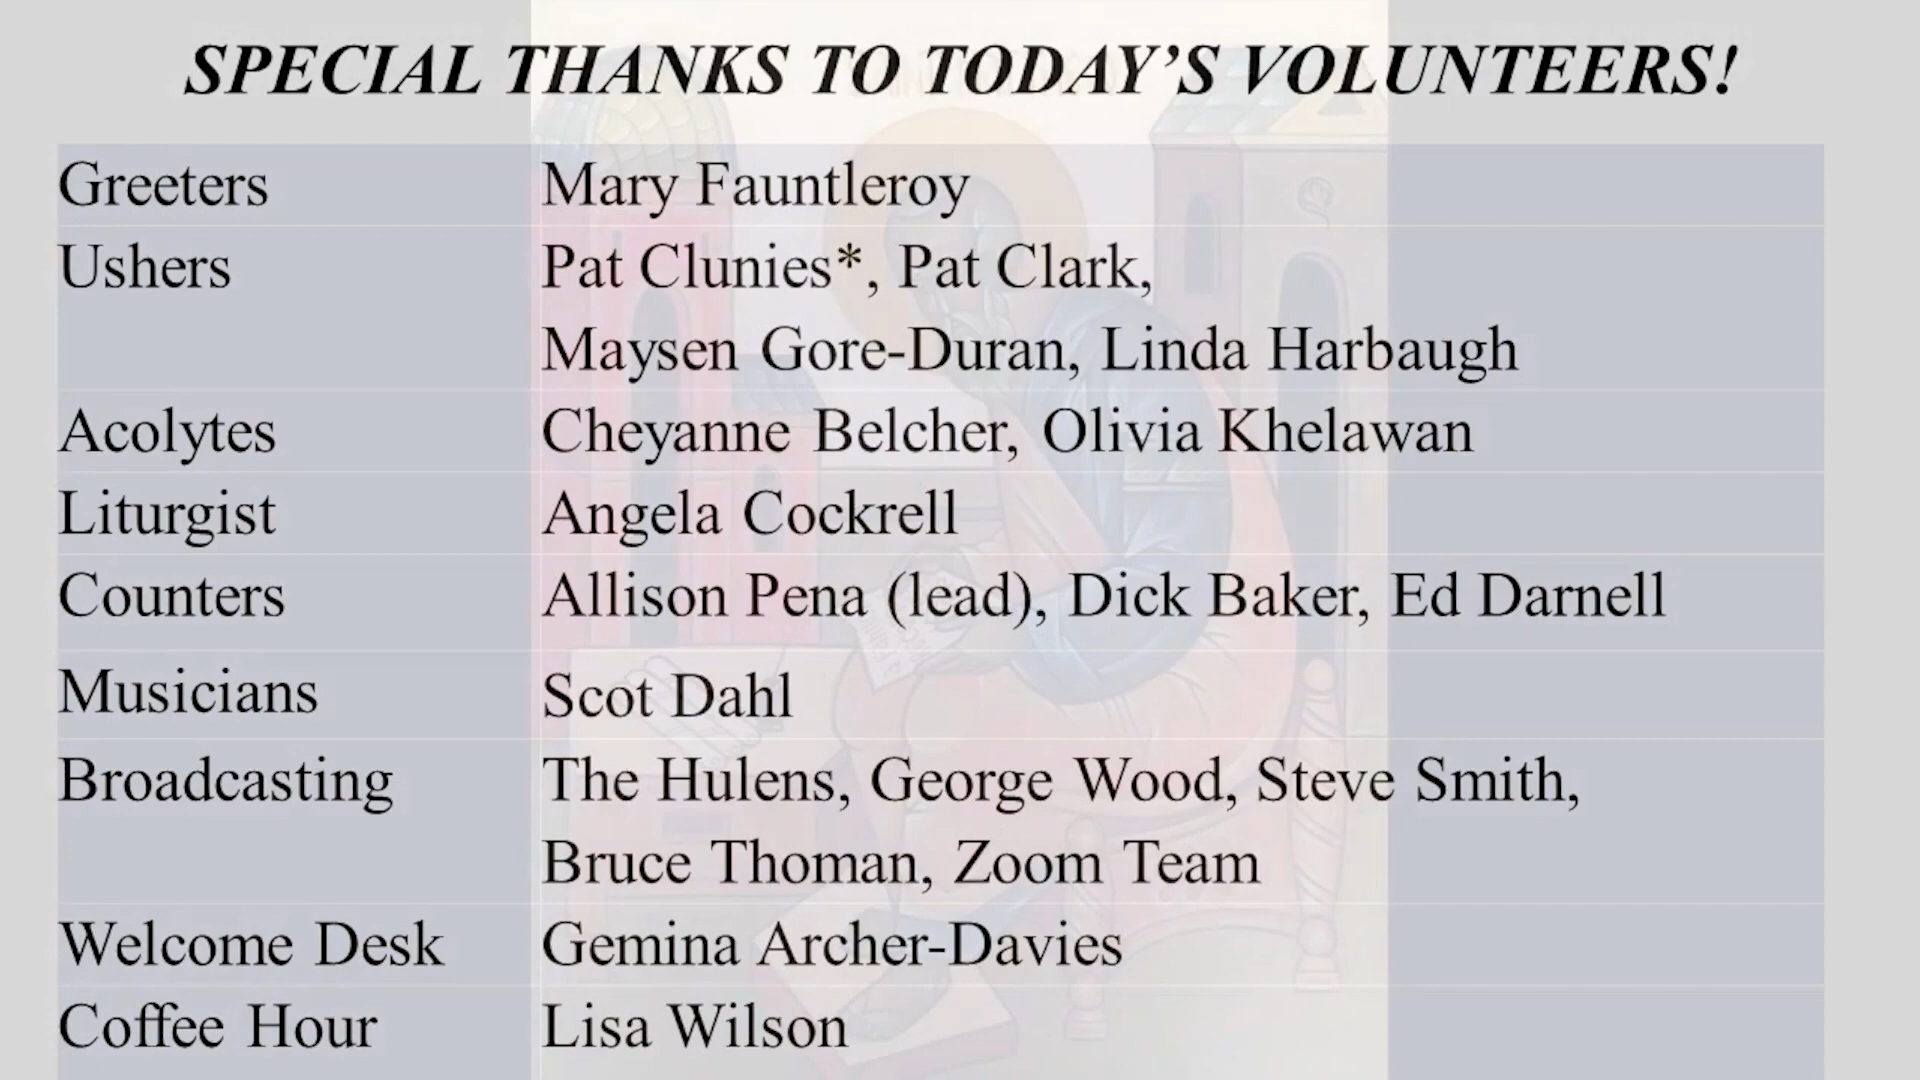 SPECIAL THANKS TO TODAY’S VOLUNTEERS!
Greeters Mary Fauntleroy
Ushers Pat Clunies*, Pat Clark,
Maysen Gore-Duran, Linda Harbaugh
Acolytes Cheyanne Belcher, Olivia Khelawan
Liturgist Angela Cockrell
Counters Allison Pena (lead), Dick Baker, Ed Darnell
Musicians Scot Dahl
Broadcasting The Hulens, George Wood, Steve Smith,
Bruce Thoman, Zoom Team
Welcome Desk Gemina Archer-Davies
Coffee Hour Lisa Wilson